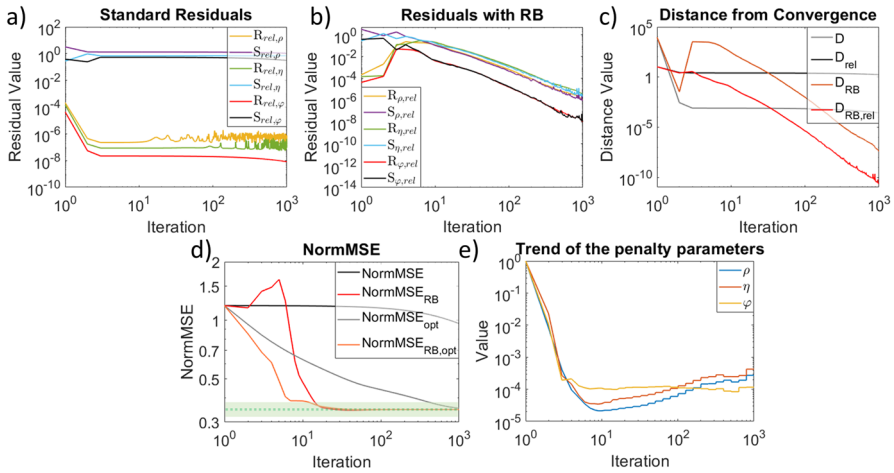 a)
Standard Residuals
10^2
10^0
10^-2
10^-4
10^-6
10^-8
10^-10
Residual Value
R_rel,ρ
S_rel,ρ
R_rel,η
S_rel,η
R_rel,φ
S_rel,φ
10^0
10^1
10^2
10^3
Iteration
b)
Residuals with RB
10^0
10^-2
10^-4
10^-6
10^-8
10^-10
10^-12
10^-14
Residual Value
R_ρ,rel
S_ρ,rel
R_η,rel
S_η,rel
R_φ,rel
S_φ,rel
10^0
10^1
10^2
10^3
Iteration
c)
Distance from Convergence
10^5
1
10^-5
10^-10
Distance Value
D
D_rel
D_RB
D_RB,rel
10^0
10^1
10^2
10^3
Iteration
d)
NormMSE
2
1.5
1
0.7
0.5
0.3
NormMSE
NormMSE
NormMSE_RB
NormMSE_opt
NormMSE_RB,opt
10^0
10^1
10^2
10^3
Iteration
e)
Trend of the penalty parameters
10^0
10^-1
10^-2
10^-3
10^-4
10^-5
Value
ρ
η
φ
10^0
10^1
10^2
10^3
Iteration